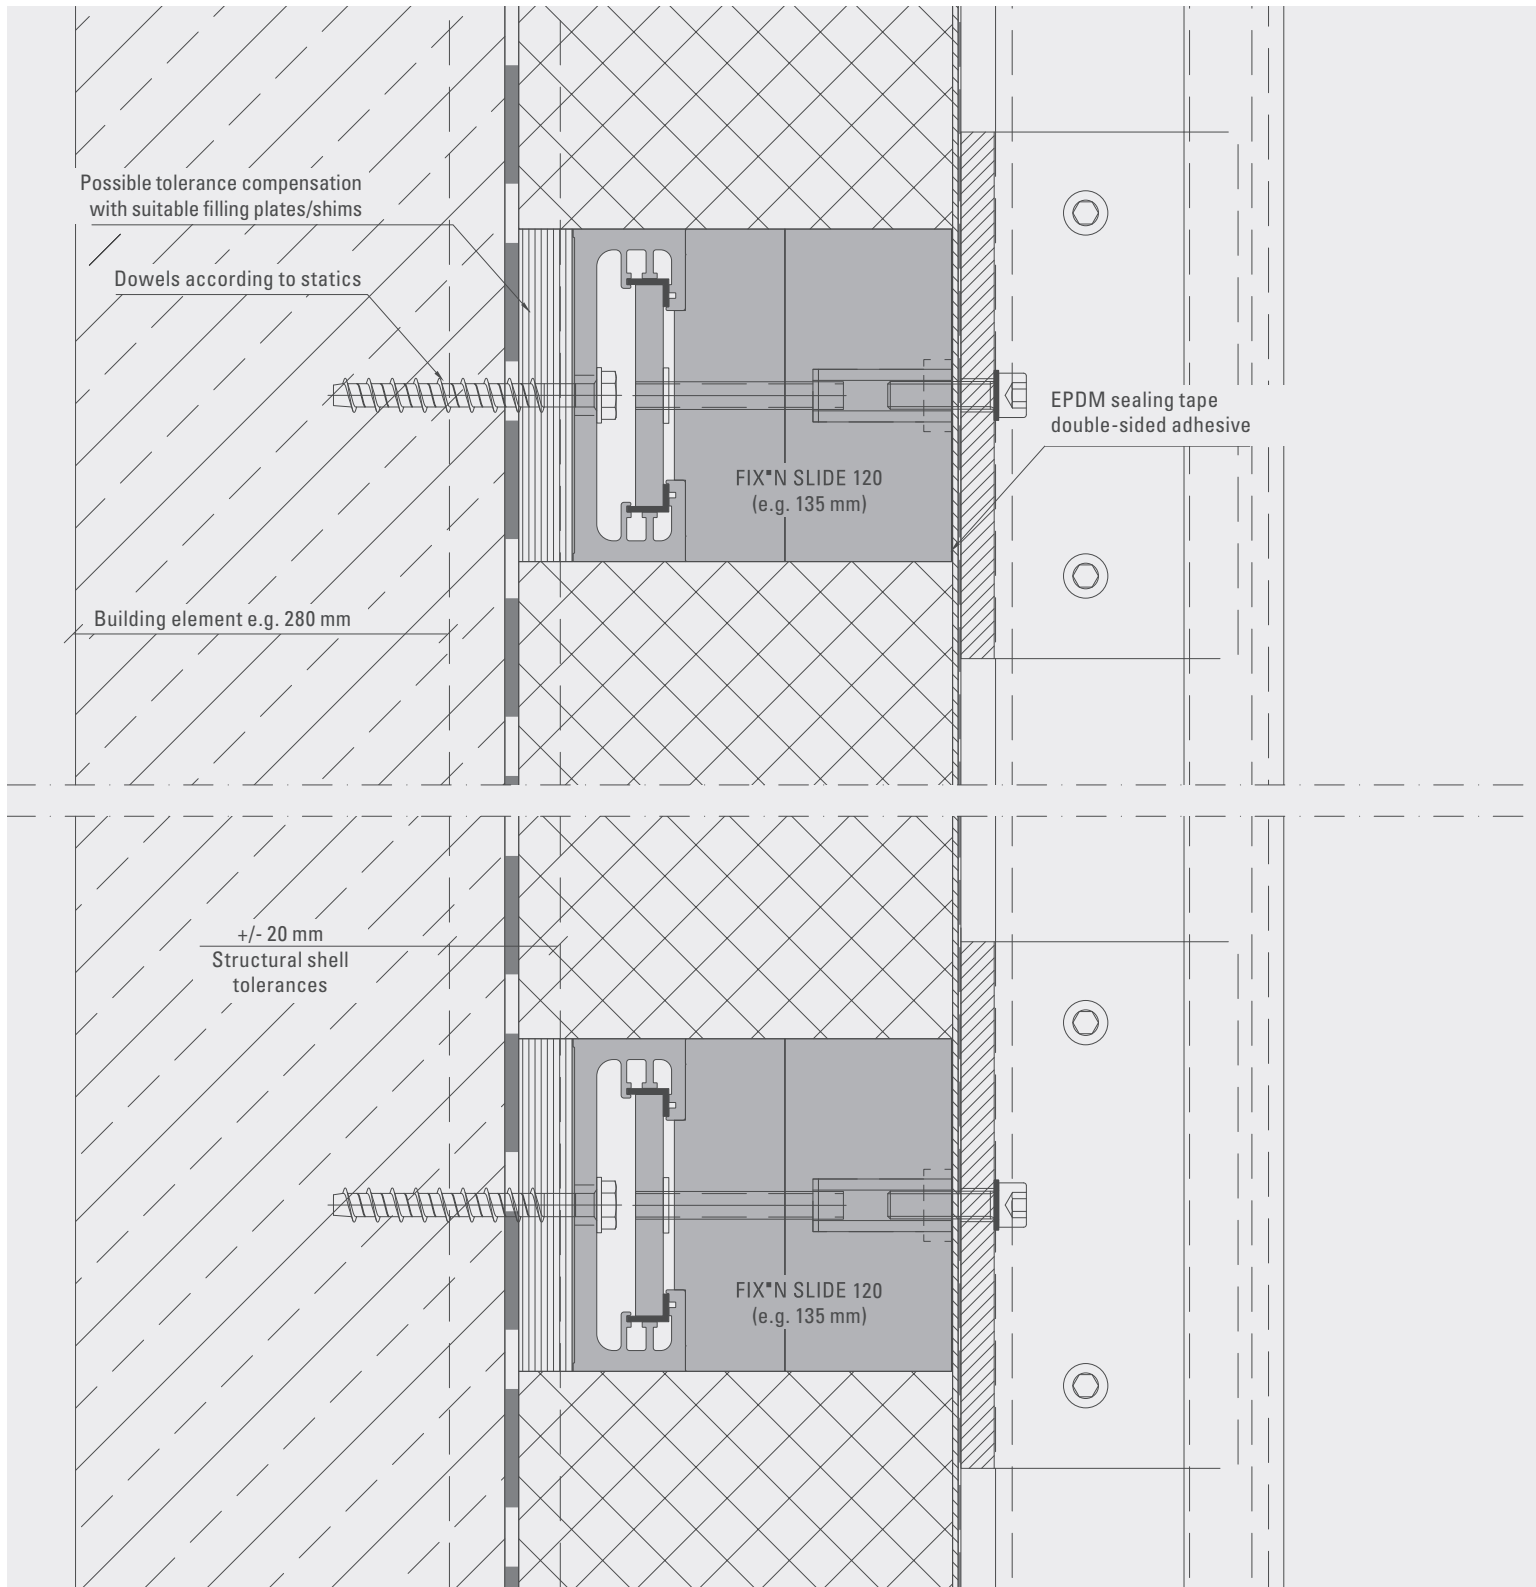 Possible tolerance compensation
with suitable filling plates/shims
Dowels according to statics
EPDM sealing tape
double-sided adhesive
FIX■N SLIDE 120
(e.g. 135 mm)
Building element e.g. 280 mm
+/- 20 mm
Structural shell
tolerances
FIX■N SLIDE 120
(e.g. 135 mm)